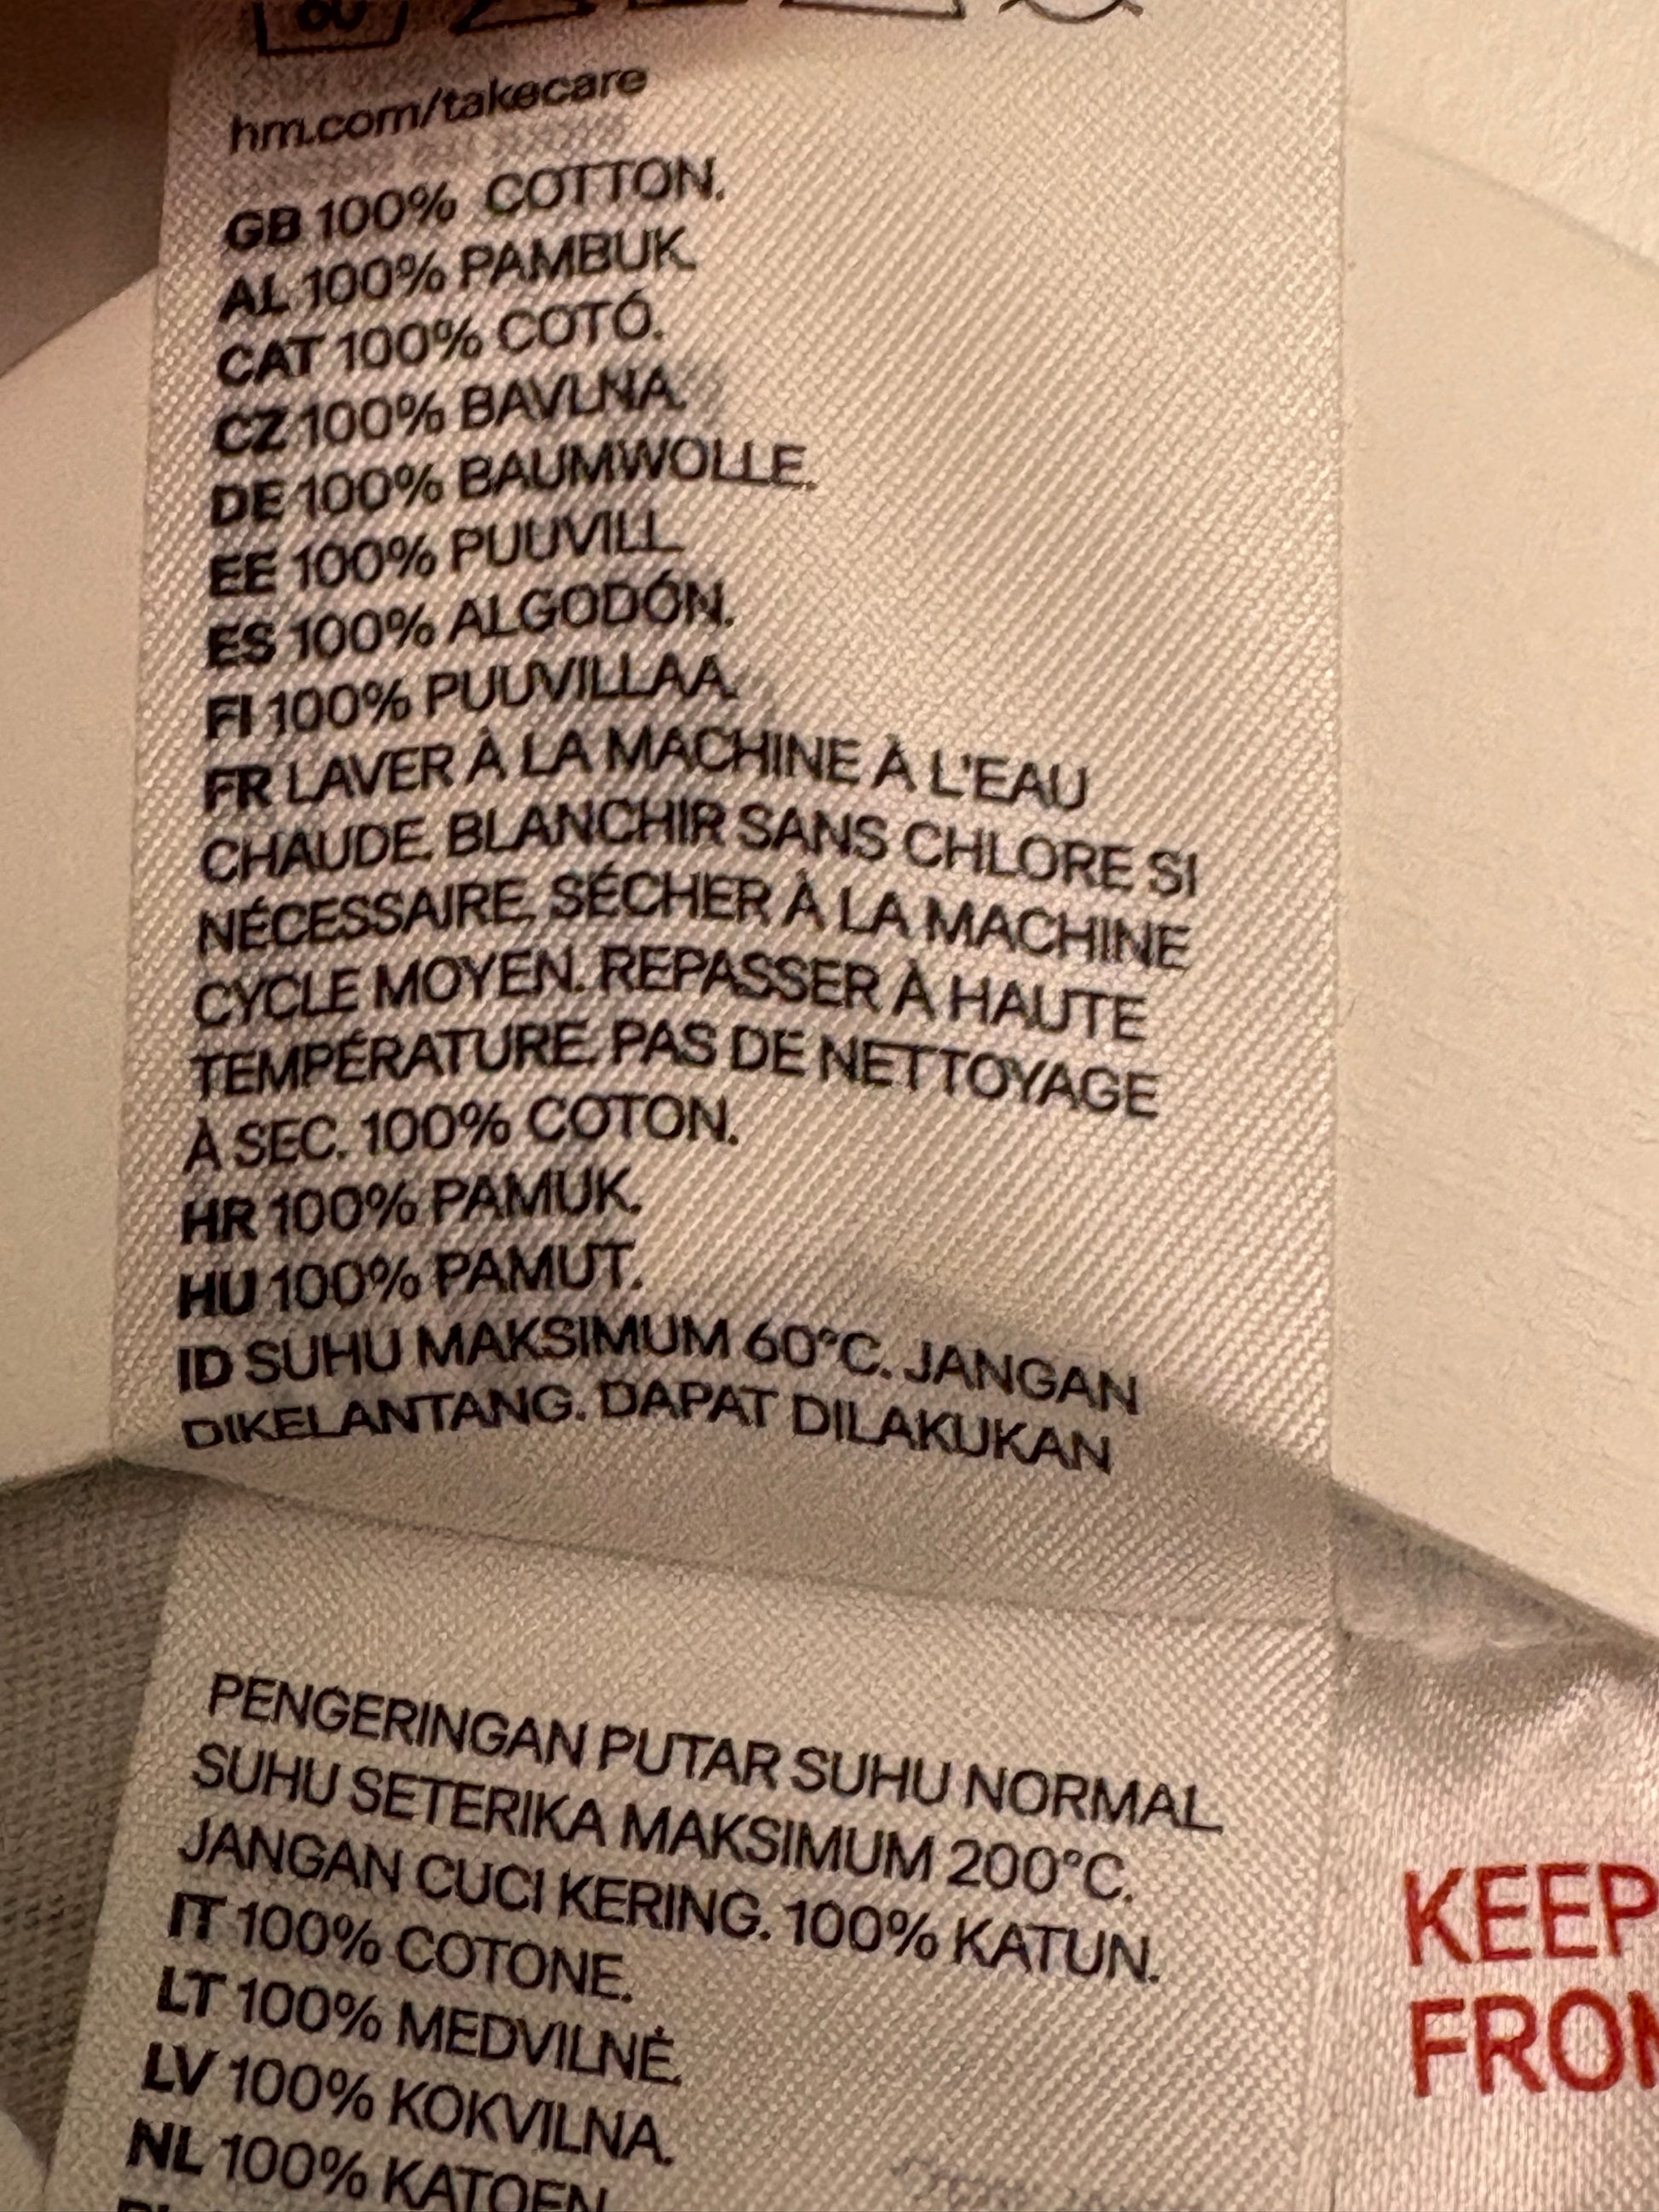 hm.com/takecare
GB 100% COTTON.
AL 100% PAMBUK.
CAT 100% COTÓ.
CZ 100% BAVLNA.
DE 100% BAUMWOLLE.
EE 100% PUUVILL.
ES 100% ALGODÓN.
FI 100% PUUVILLAA.
FR LAVER À LA MACHINE À L'EAU
CHAUDE. BLANCHIR SANS CHLORE SI
NÉCESSAIRE. SÉCHER À LA MACHINE
CYCLE MOYEN. REPASSER À HAUTE
TEMPÉRATURE. PAS DE NETTOYAGE
À SEC. 100% COTON.
HR 100% PAMUK.
HU 100% PAMUT.
ID SUHU MAKSIMUM 60°C. JANGAN
DIKELANTANG. DAPAT DILAKUKAN
PENGERINGAN PUTAR SUHU NORMAL.
SUHU SETERIKA MAKSIMUM 200°C.
JANGAN CUCI KERING. 100% KATUN.
IT 100% COTONE.
LT 100% MEDVILNĖ.
LV 100% KOKVILNA.
NL 100% KATOEN
KEEP